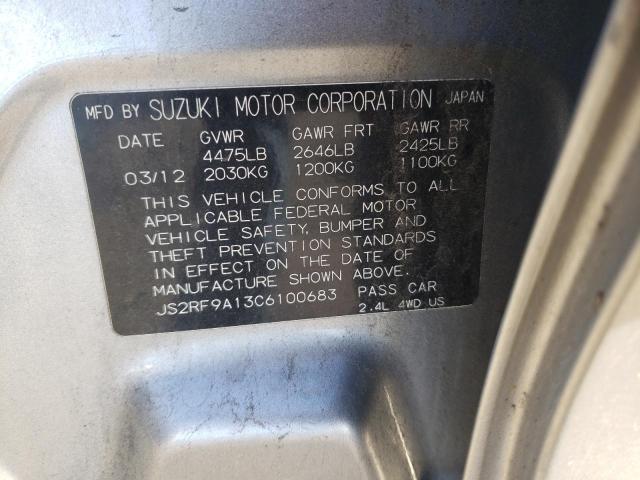 MFD BY SUZUKI MOTOR CORPORATION JAPAN
DATE GVWR GAWR FRT GAWR RR
4475LB 2646LB 2425LB
03/12 2030KG 1200KG 1100KG
THIS VEHICLE CONFORMS TO ALL
APPLICABLE FEDERAL MOTOR
VEHICLE SAFETY, BUMPER AND
THEFT PREVENTION STANDARDS
IN EFFECT ON THE DATE OF
MANUFACTURE SHOWN ABOVE.
JS2RF9A13C6100683 PASS CAR
2.4L 4WD US